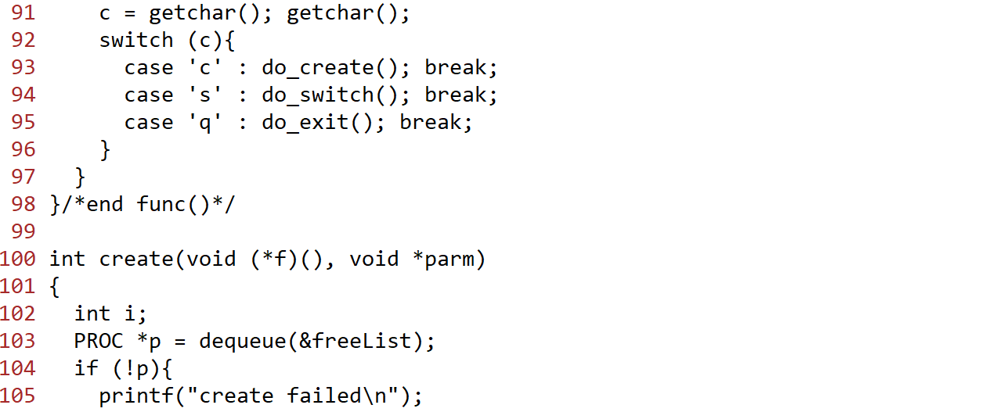 91     c = getchar(); getchar();
92     switch (c){
93       case 'c' : do_create(); break;
94       case 's' : do_switch(); break;
95       case 'q' : do_exit(); break;
96     }
97   }
98 }/*end func()*/
99
100 int create(void (*f)(), void *parm)
101 {
102   int i;
103   PROC *p = dequeue(&freeList);
104   if (!p){
105     printf("create failed\n");